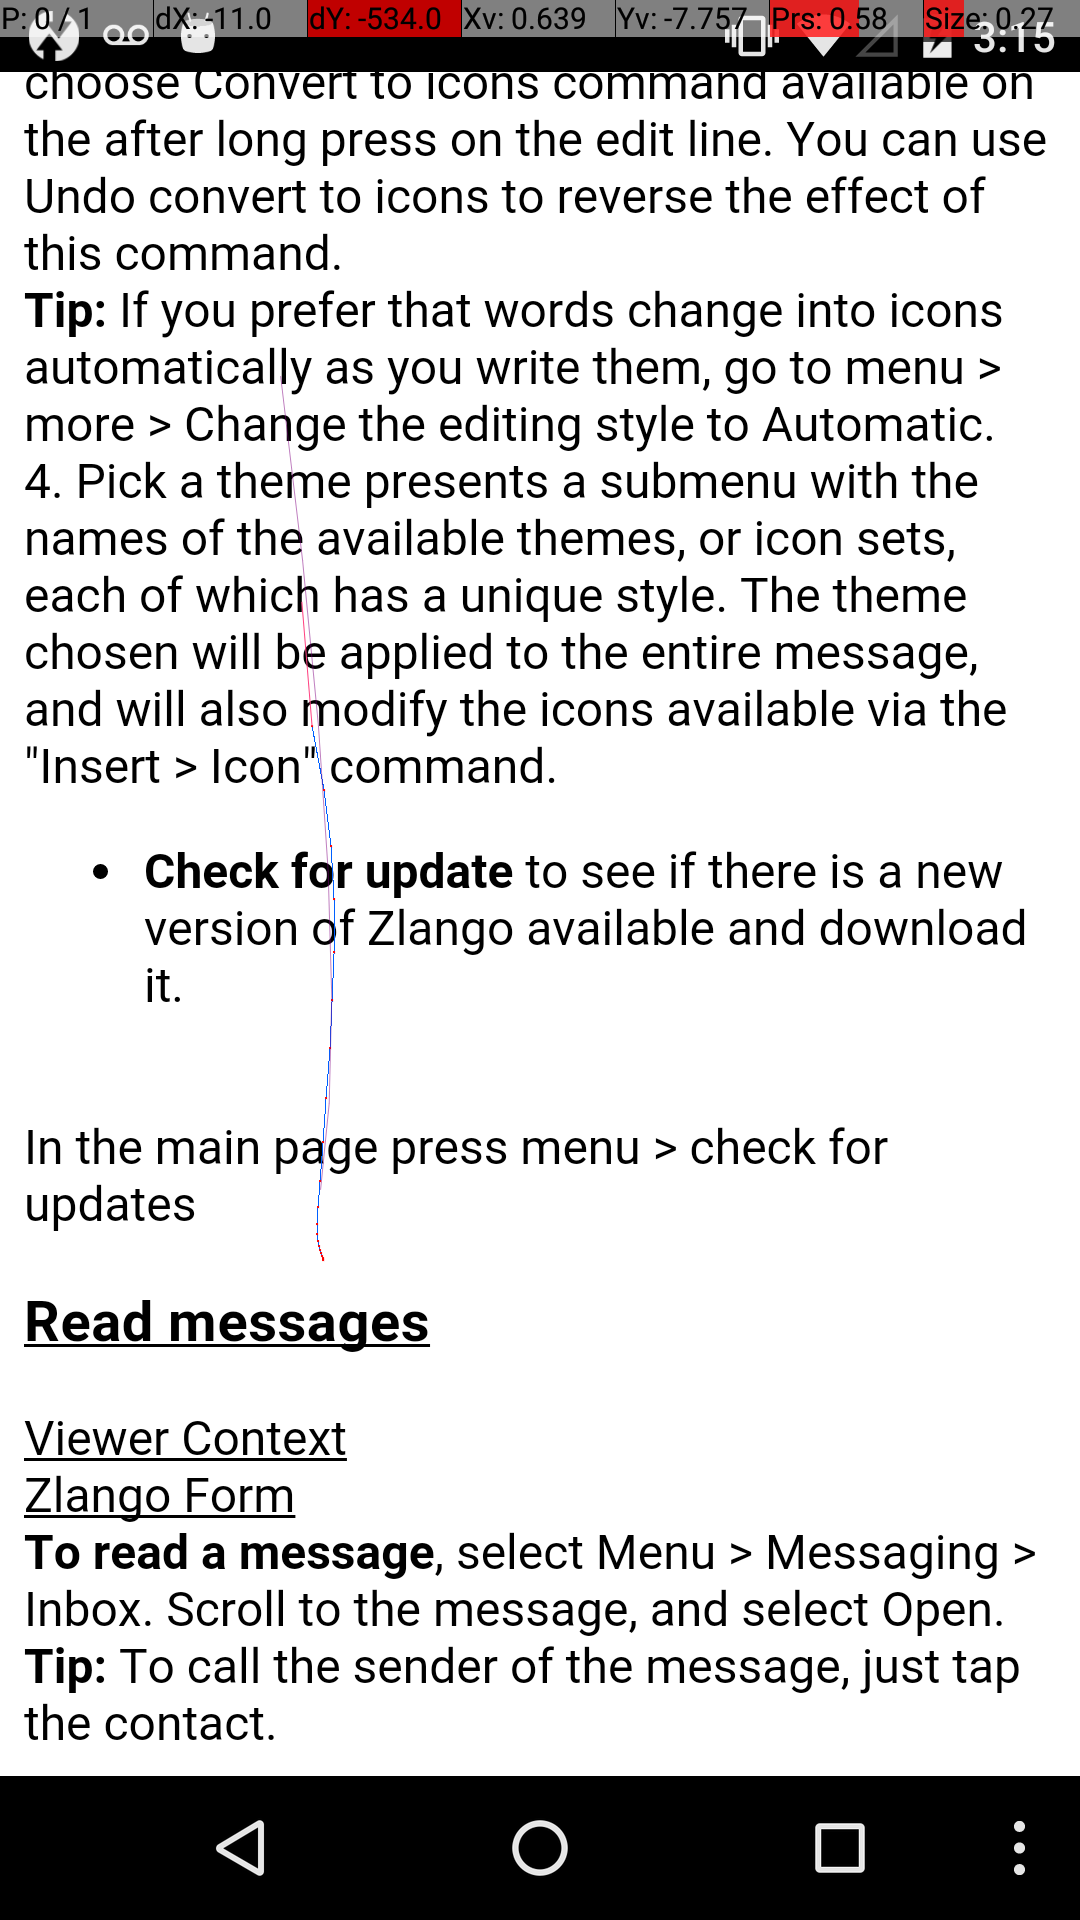 P: 0 / 1 dX: -11.0 dY: -534.0 Xv: 0.639 Yv: -7.757 Prs: 0.58 Size: 0.27
3:15
choose Convert to icons command available on
the after long press on the edit line. You can use
Undo convert to icons to reverse the effect of
this command.
Tip: If you prefer that words change into icons
automatically as you write them, go to menu >
more > Change the editing style to Automatic.
4. Pick a theme presents a submenu with the
names of the available themes, or icon sets,
each of which has a unique style. The theme
chosen will be applied to the entire message,
and will also modify the icons available via the
"Insert > Icon" command.
• Check for update to see if there is a new
version of Zlango available and download
it.
In the main page press menu > check for
updates
Read messages
Viewer Context
Zlango Form
To read a message, select Menu > Messaging >
Inbox. Scroll to the message, and select Open.
Tip: To call the sender of the message, just tap
the contact.